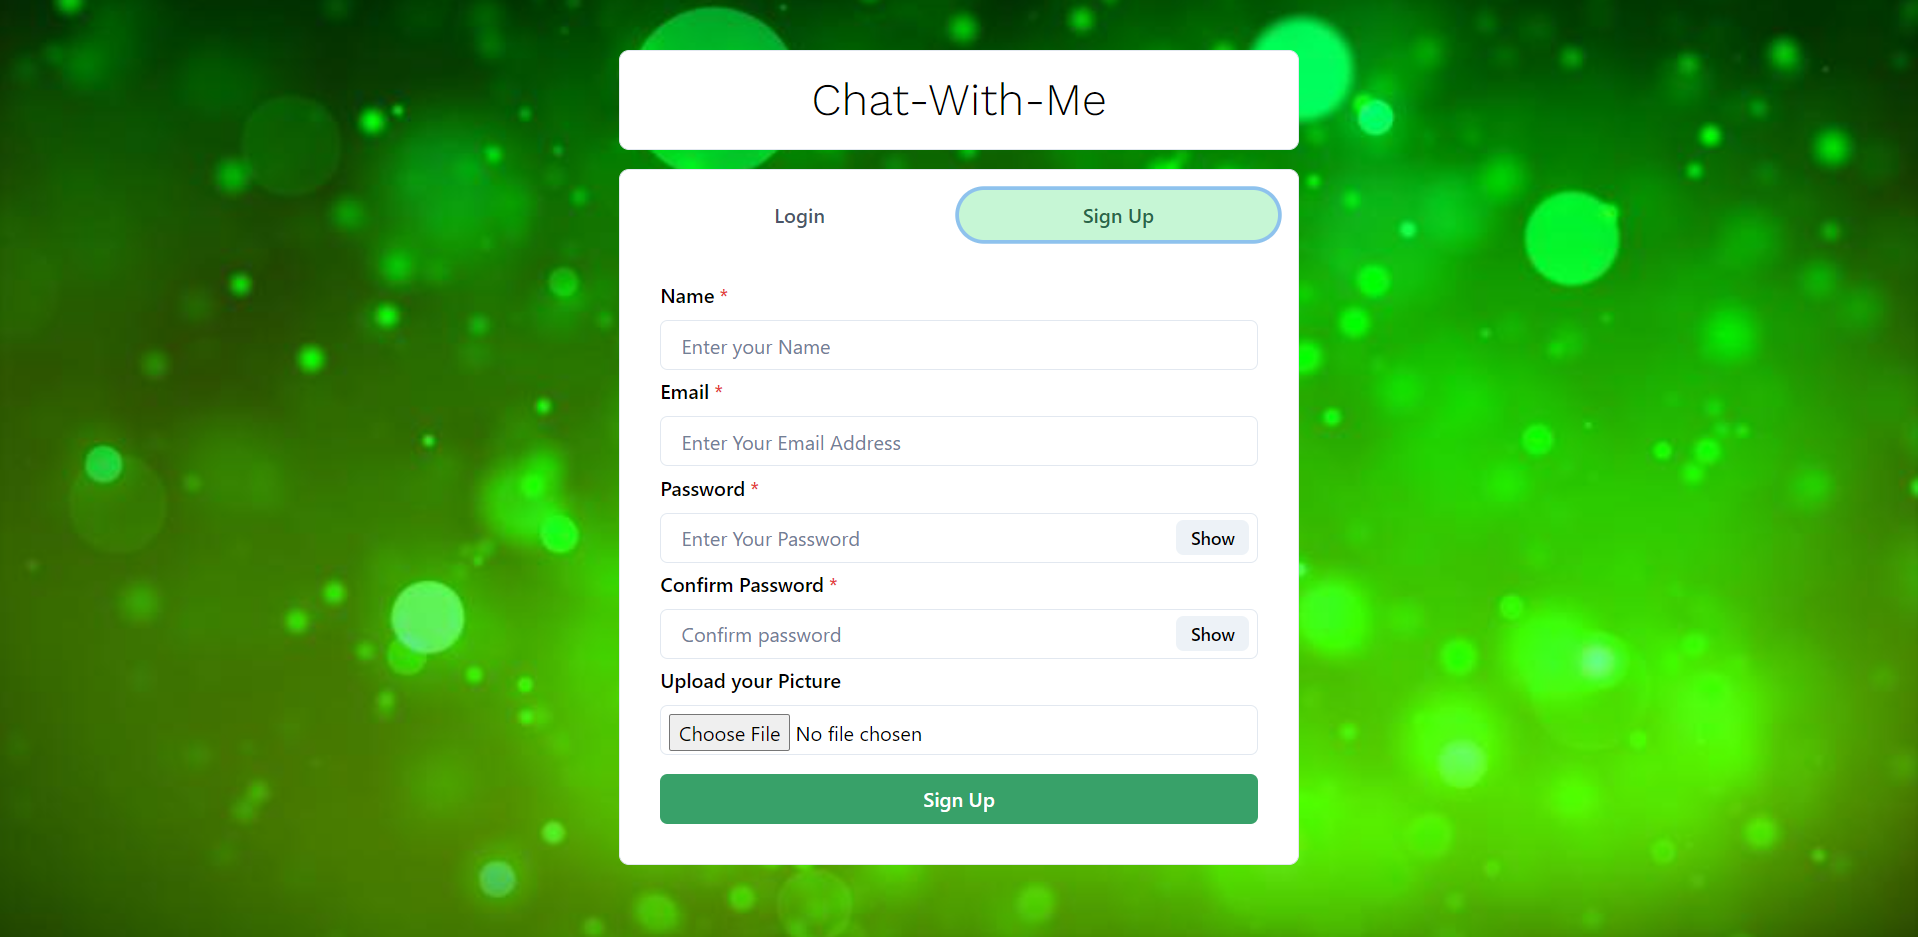 Chat-With-Me
Login Sign Up
Name *
Enter your Name
Email *
Enter Your Email Address
Password *
Enter Your Password Show
Confirm Password *
Confirm password Show
Upload your Picture
Choose File No file chosen
Sign Up